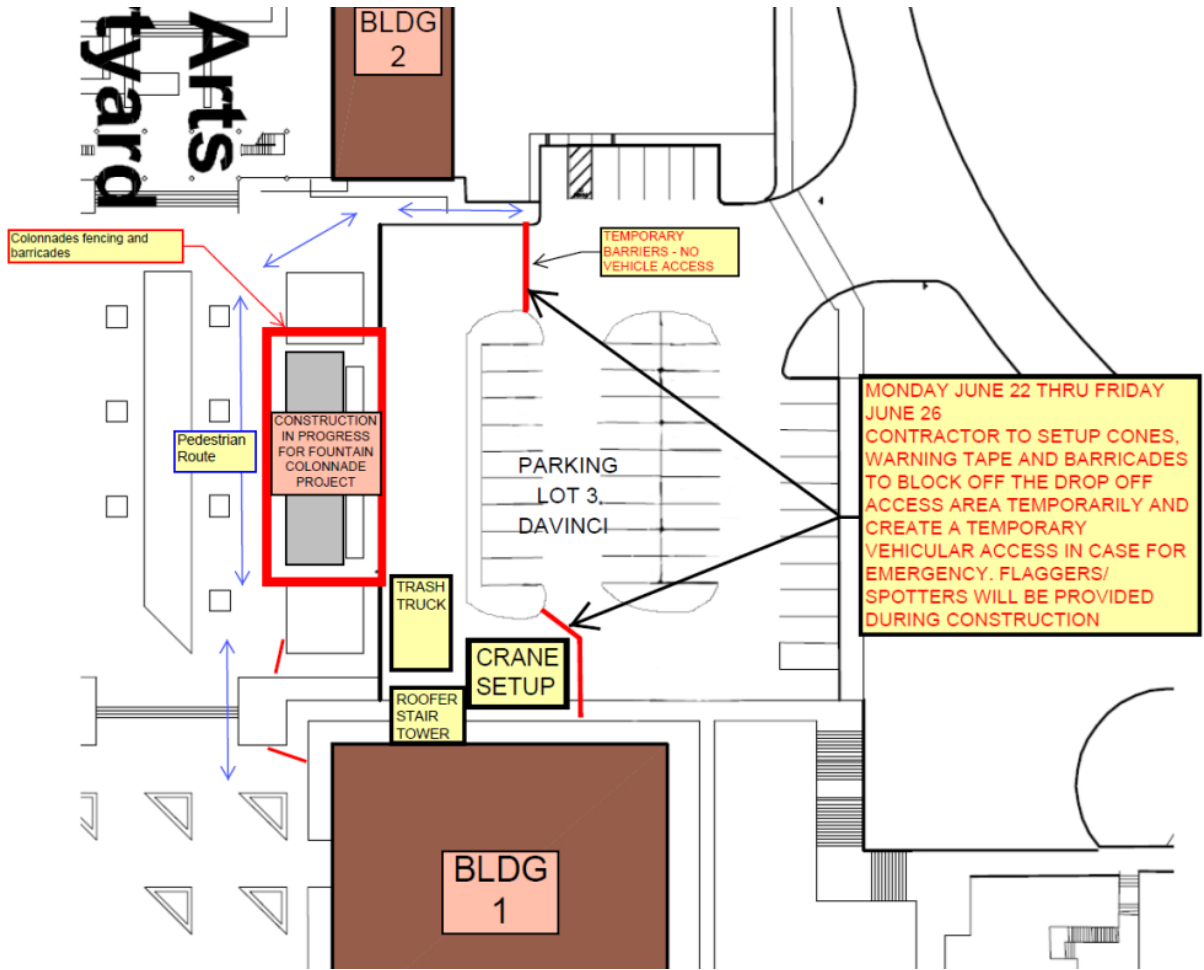 Arts
tyard
BLDG
2
Colonnades fencing and
barricades
TEMPORARY
BARRIERS - NO
VEHICLE ACCESS
MONDAY JUNE 22 THRU FRIDAY
JUNE 26
CONTRACTOR TO SETUP CONES,
WARNING TAPE AND BARRICADES
TO BLOCK OFF THE DROP OFF
ACCESS AREA TEMPORARILY AND
CREATE A TEMPORARY
VEHICULAR ACCESS IN CASE FOR
EMERGENCY. FLAGGERS/
SPOTTERS WILL BE PROVIDED
DURING CONSTRUCTION
Pedestrian
Route
CONSTRUCTION
IN PROGRESS
FOR FOUNTAIN
COLONNADE
PROJECT
PARKING
LOT 3,
DAVINCI
TRASH
TRUCK
CRANE
SETUP
ROOFER
STAIR
TOWER
BLDG
1